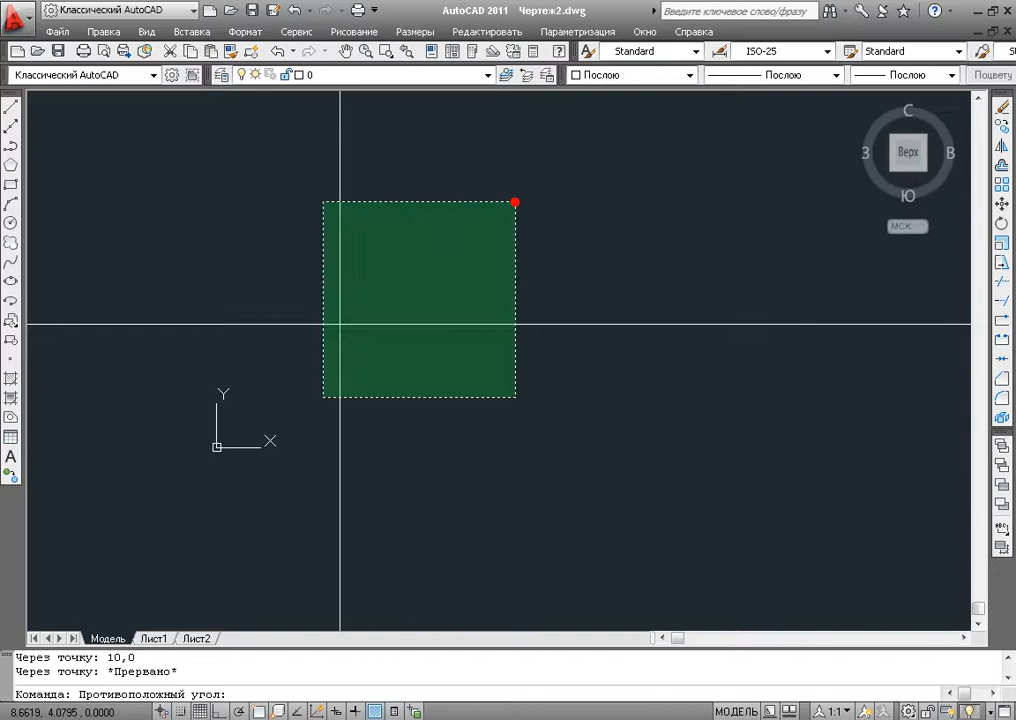 Классический AutoCAD
AutoCAD 2011 Чертеж2.dwg
Введите ключевое слово/фразу
Файл Правка Вид Вставка Формат Сервис Рисование Размеры Редактировать Параметризация Окно Справка
Standard ISO-25 Standard
Классический AutoCAD 0 Послою Послою Послою Поцвету
С
З Верх В
Ю
МСК
Y
X
Модель Лист1 Лист2
Через точку: 10,0
Через точку: *Прервано*
Команда: Противоположный угол:
8.6619, 4.0795, 0.0000 МОДЕЛЬ 1:1